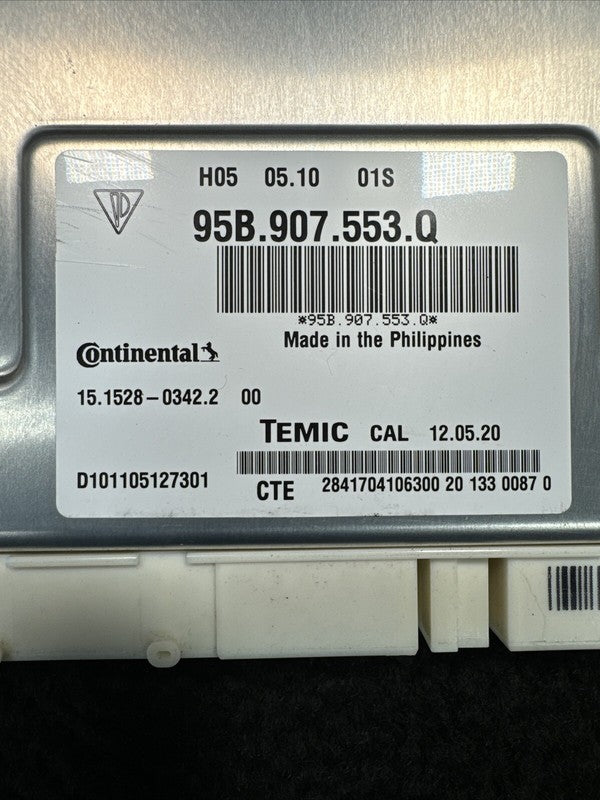 H05 05.10 01S
95B.907.553.Q
*95B.907.553.Q*
Made in the Philippines
Continental
15.1528-0342.2 00
TEMIC CAL 12.05.20
D101105127301
CTE 2841704106300 20 133 0087 0